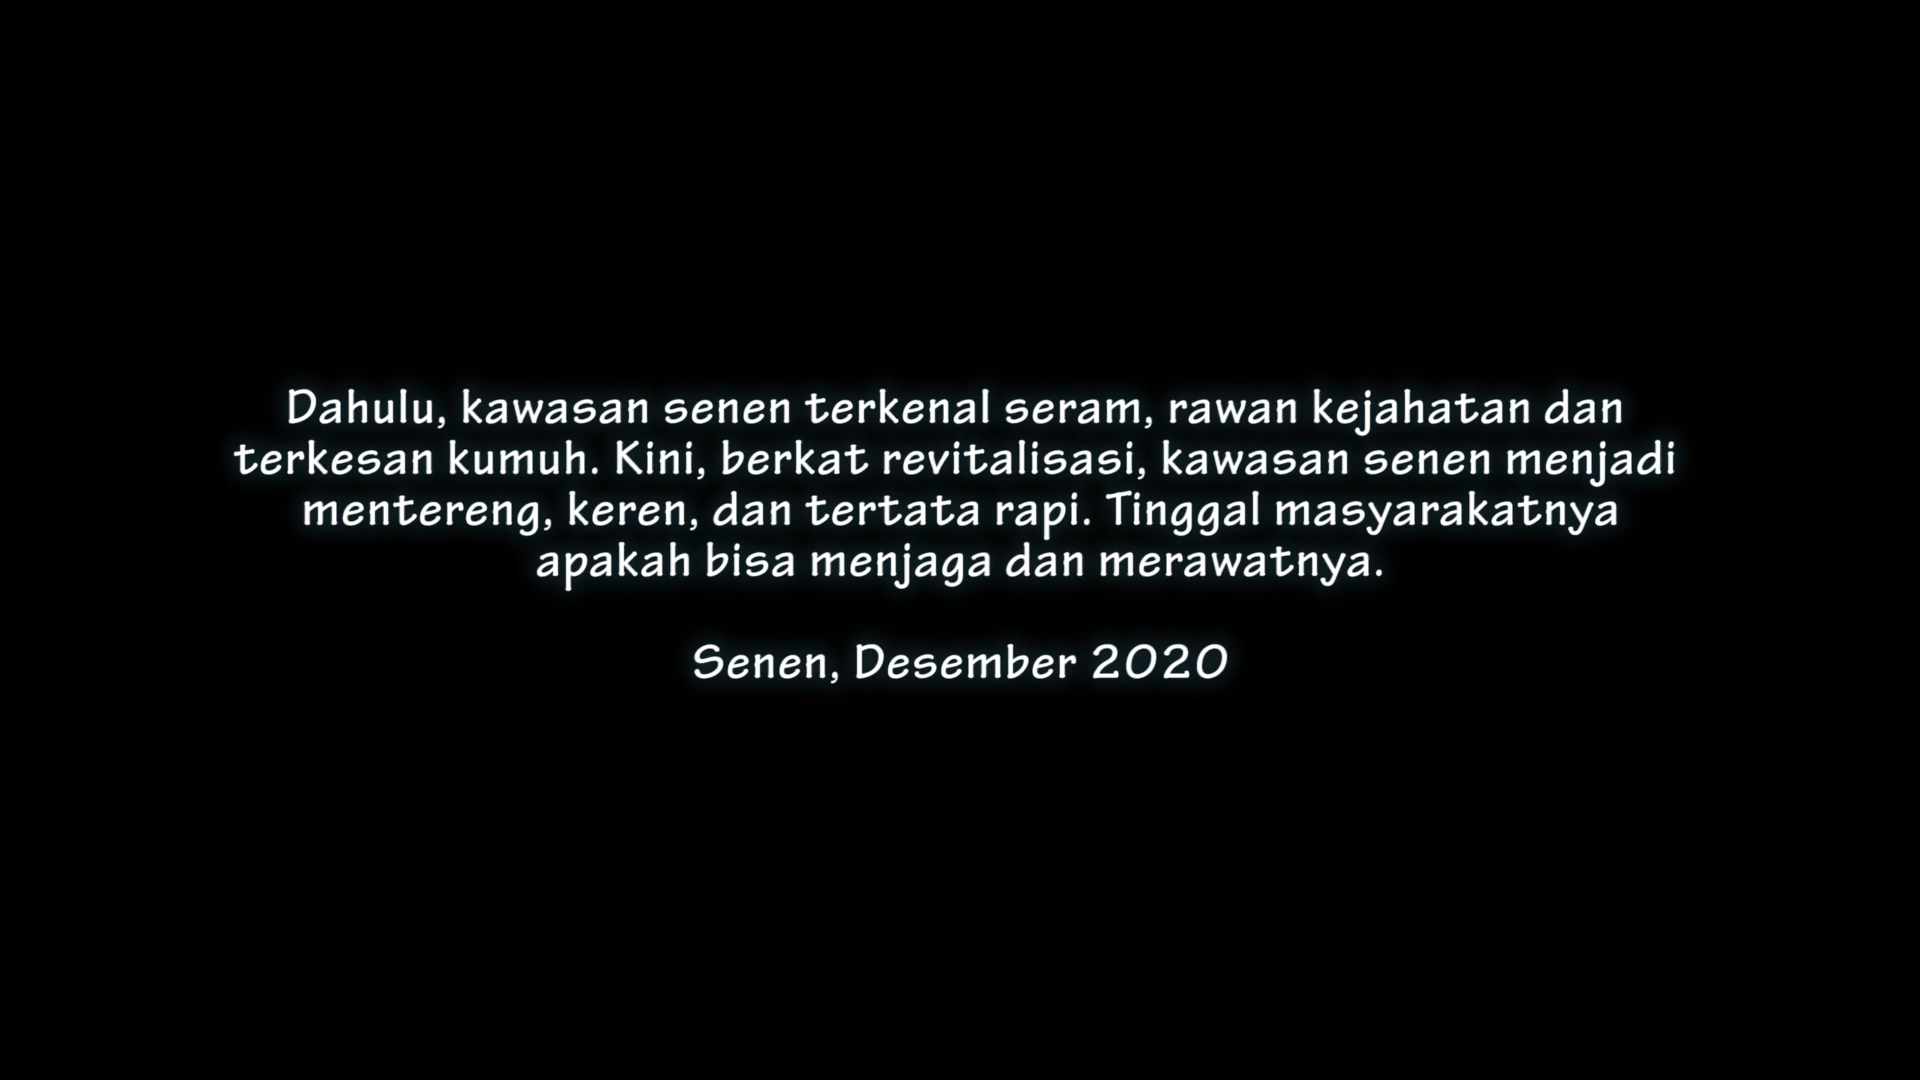 Dahulu, kawasan senen terkenal seram, rawan kejahatan dan
terkesan kumuh. Kini, berkat revitalisasi, kawasan senen menjadi
mentereng, keren, dan tertata rapi. Tinggal masyarakatnya
apakah bisa menjaga dan merawatnya.
Senen, Desember 2020